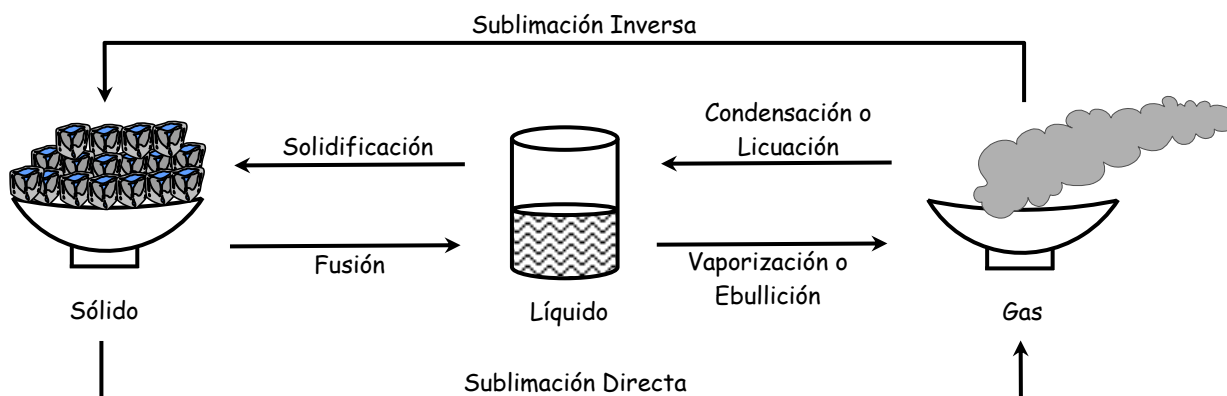 Sublimación Inversa
Condensación o
Licuación
Solidificación
Fusión
Vaporización o
Ebullición
Sólido
Líquido
Gas
Sublimación Directa